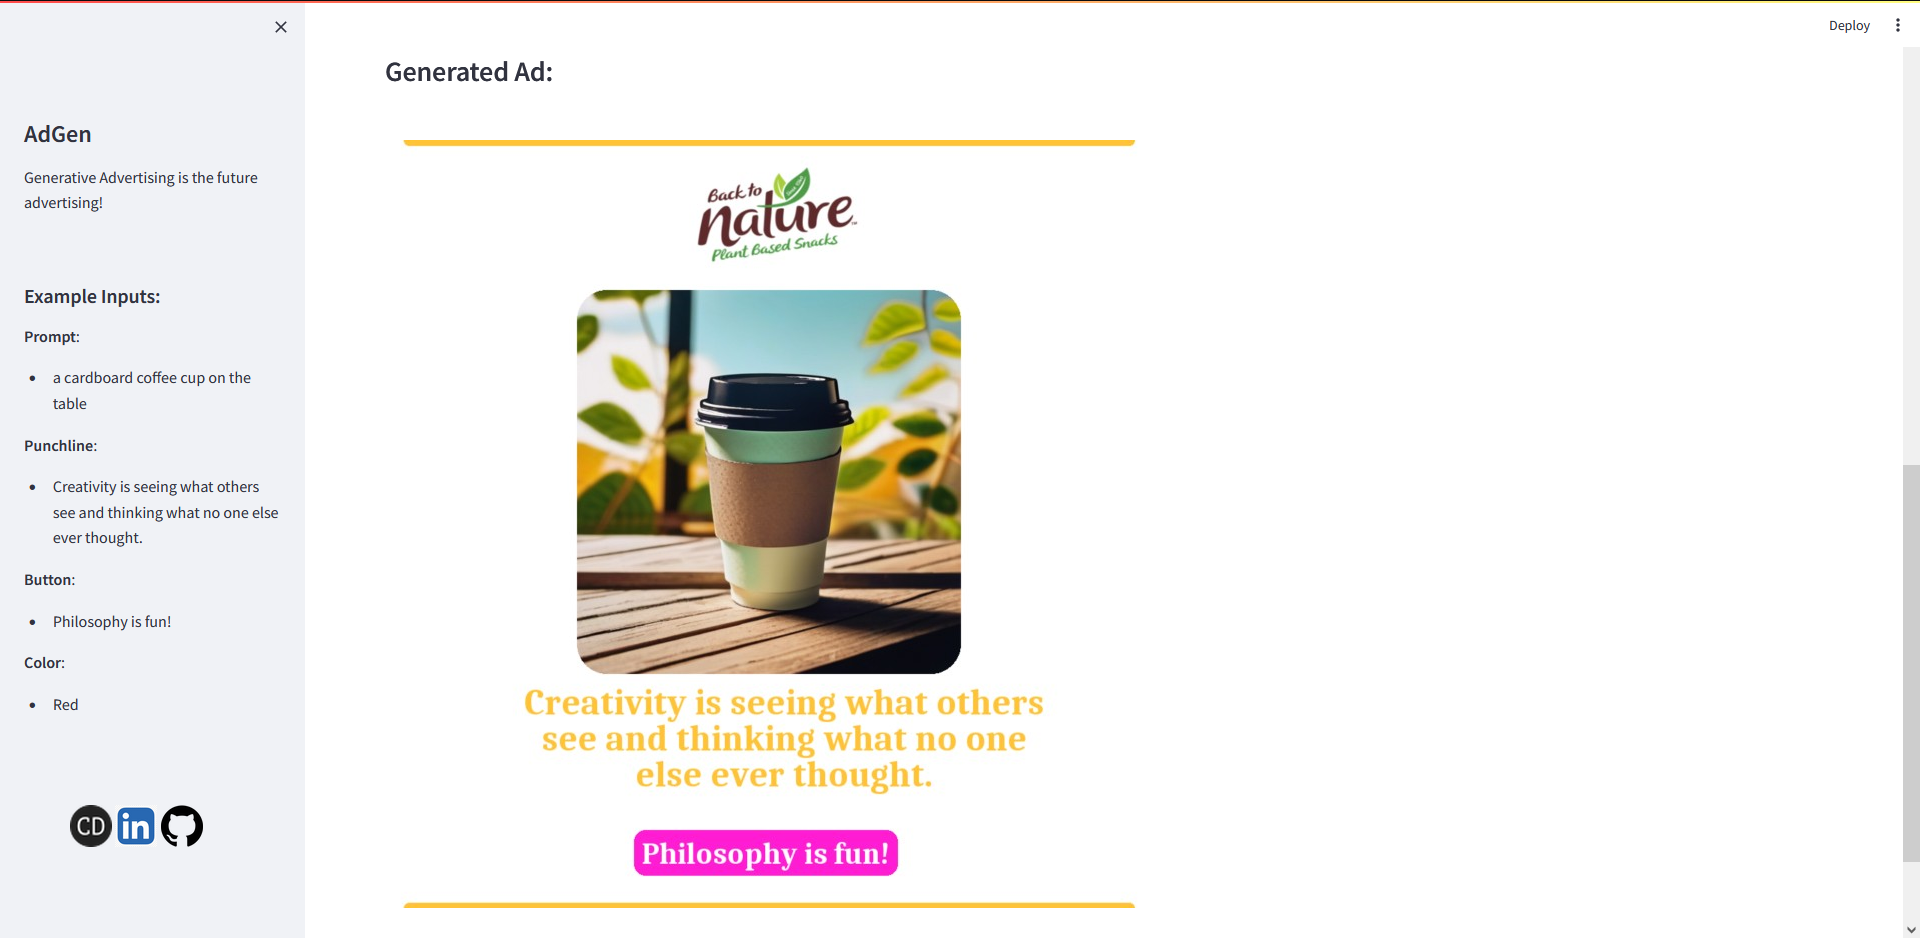 Deploy
AdGen
Generative Advertising is the future
advertising!
Example Inputs:
Prompt:
a cardboard coffee cup on the
table
Punchline:
Creativity is seeing what others
see and thinking what no one else
ever thought.
Button:
Philosophy is fun!
Color:
Red
CD
in
Generated Ad:
Back to
nature
Plant Based Snacks
Creativity is seeing what others
see and thinking what no one
else ever thought.
Philosophy is fun!